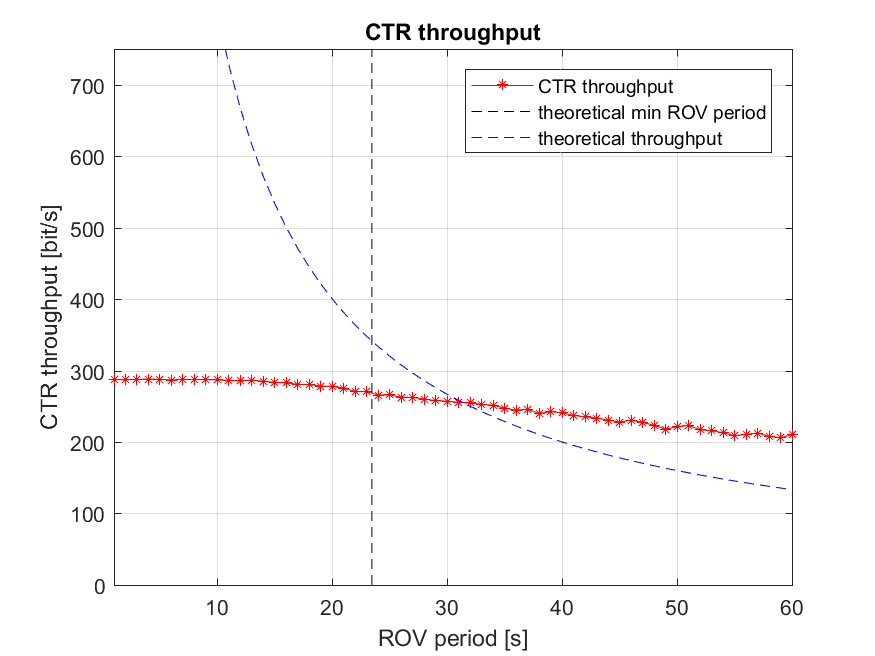 CTR throughput
CTR throughput
theoretical min ROV period
theoretical throughput
CTR throughput [bit/s]
700
600
500
400
300
200
100
0
10 20 30 40 50 60
ROV period [s]